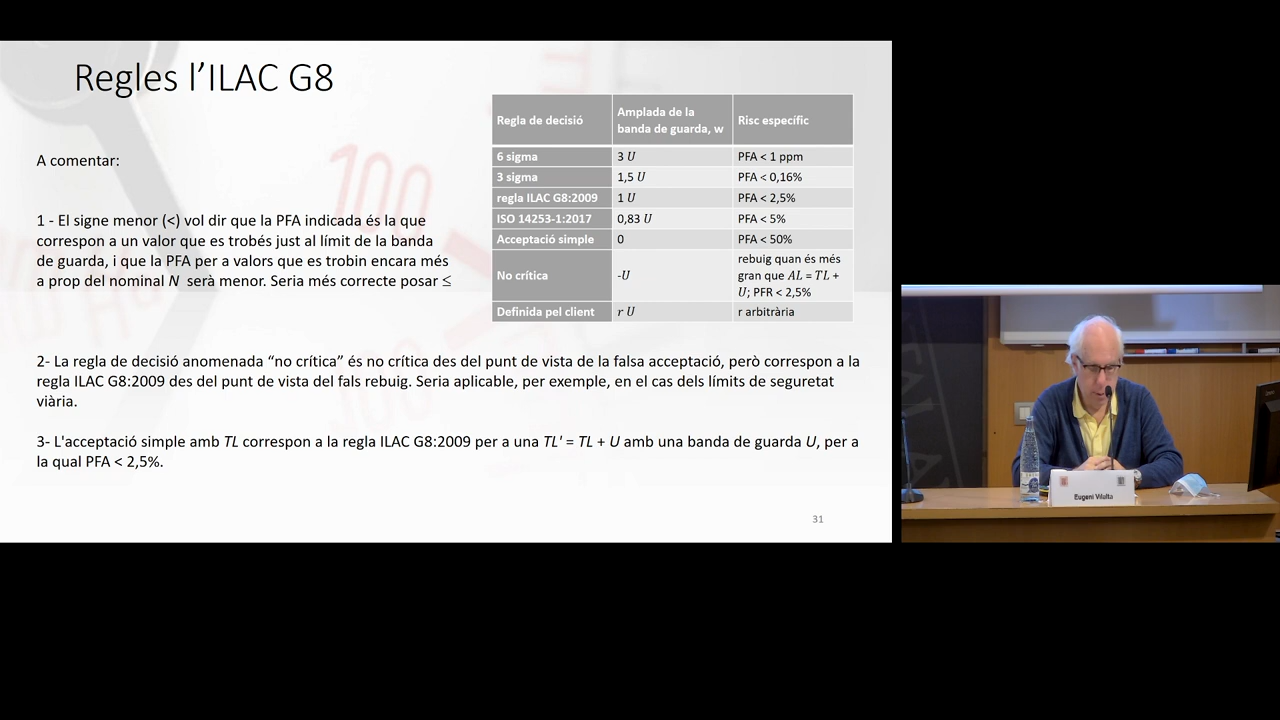 Regles l’ILAC G8
A comentar:
1 - El signe menor (<) vol dir que la PFA indicada és la que
correspon a un valor que es trobés just al límit de la banda
de guarda, i que la PFA per a valors que es trobin encara més
a prop del nominal N serà menor. Seria més correcte posar ≤
Regla de decisió
Amplada de la
banda de guarda, w
Risc específic
6 sigma
3 U
PFA < 1 ppm
3 sigma
1,5 U
PFA < 0,16%
regla ILAC G8:2009
1 U
PFA < 2,5%
ISO 14253-1:2017
0,83 U
PFA < 5%
Acceptació simple
0
PFA < 50%
No crítica
-U
rebuig quan és més
gran que AL = TL +
U; PFR < 2,5%
Definida pel client
r U
r arbitrària
2- La regla de decisió anomenada “no crítica” és no crítica des del punt de vista de la falsa acceptació, però correspon a la
regla ILAC G8:2009 des del punt de vista del fals rebuig. Seria aplicable, per exemple, en el cas dels límits de seguretat
viària.
3- L'acceptació simple amb TL correspon a la regla ILAC G8:2009 per a una TL' = TL + U amb una banda de guarda U, per a
la qual PFA < 2,5%.
31
100
Eugeni Vilalta